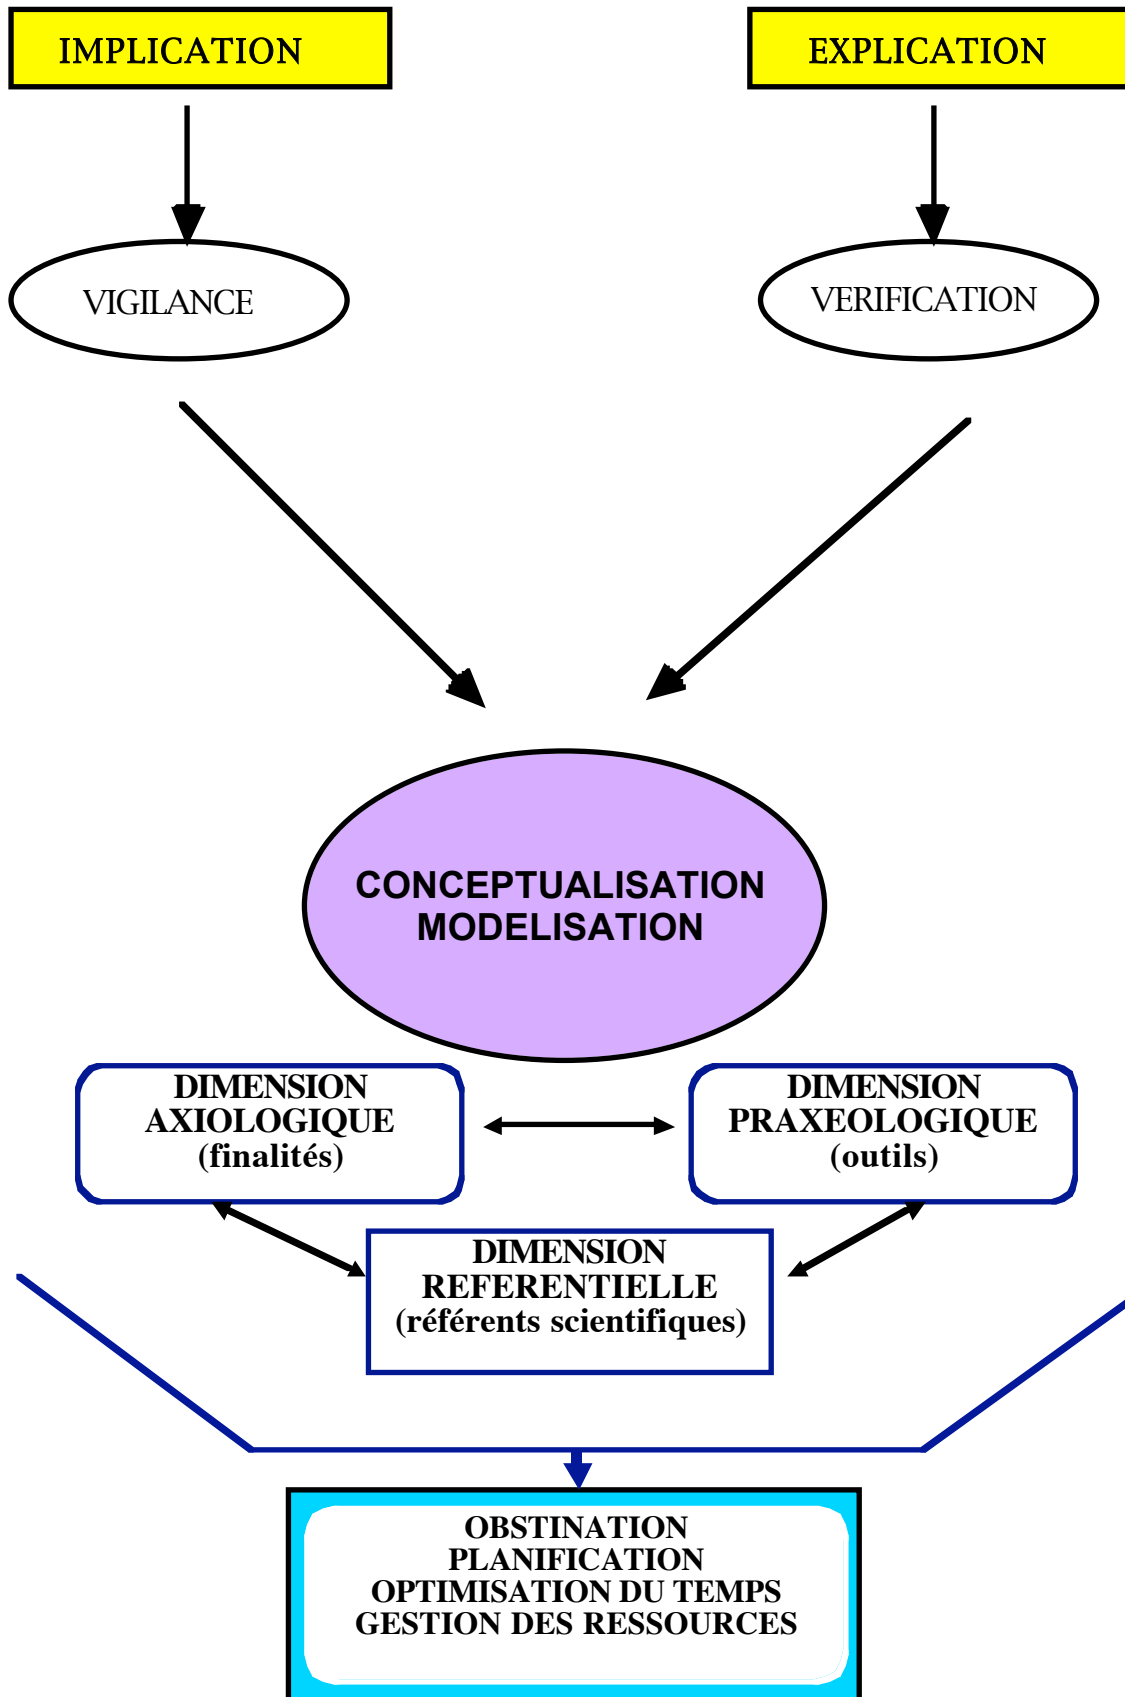 IMPLICATION
EXPLICATION
VIGILANCE
VERIFICATION
CONCEPTUALISATION
MODELISATION
DIMENSION
AXIOLOGIQUE
(finalités)
DIMENSION
PRAXEOLOGIQUE
(outils)
DIMENSION
REFERENTIELLE
(référents scientifiques)
OBSTINATION
PLANIFICATION
OPTIMISATION DU TEMPS
GESTION DES RESSOURCES